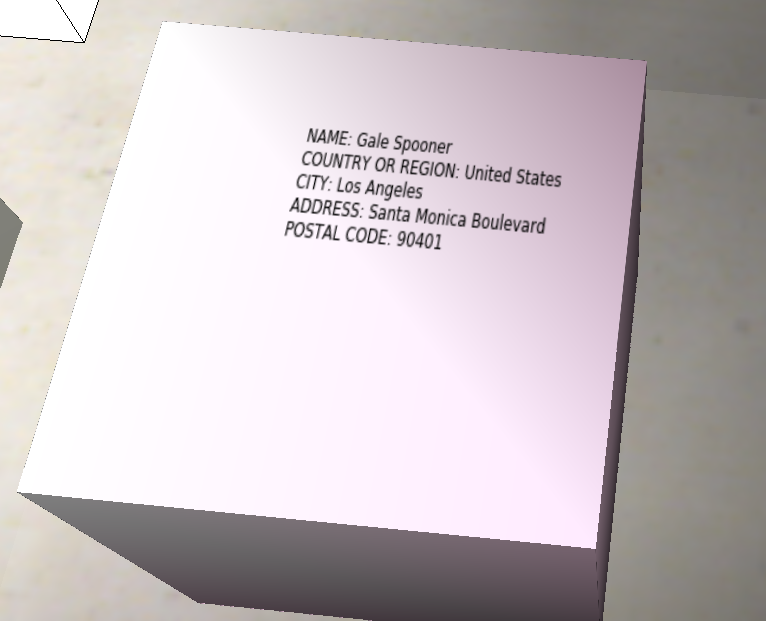 NAME: Gale Spooner
COUNTRY OR REGION: United States
CITY: Los Angeles
ADDRESS: Santa Monica Boulevard
POSTAL CODE: 90401